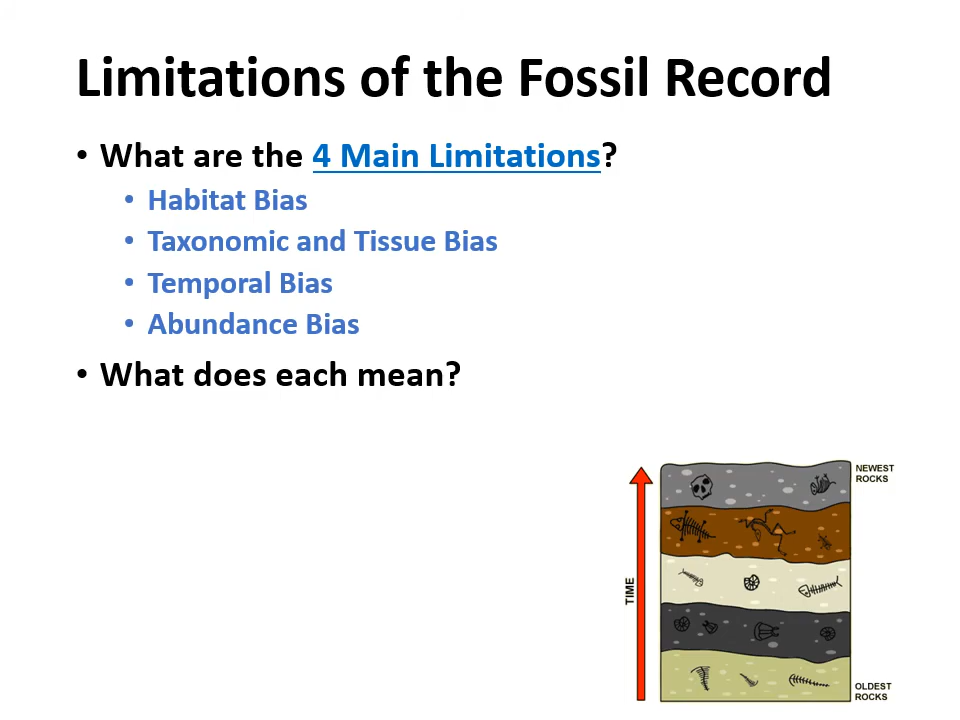 Limitations of the Fossil Record
• What are the 4 Main Limitations?
• Habitat Bias
• Taxonomic and Tissue Bias
• Temporal Bias
• Abundance Bias
• What does each mean?
NEWEST
ROCKS
TIME
OLDEST
ROCKS